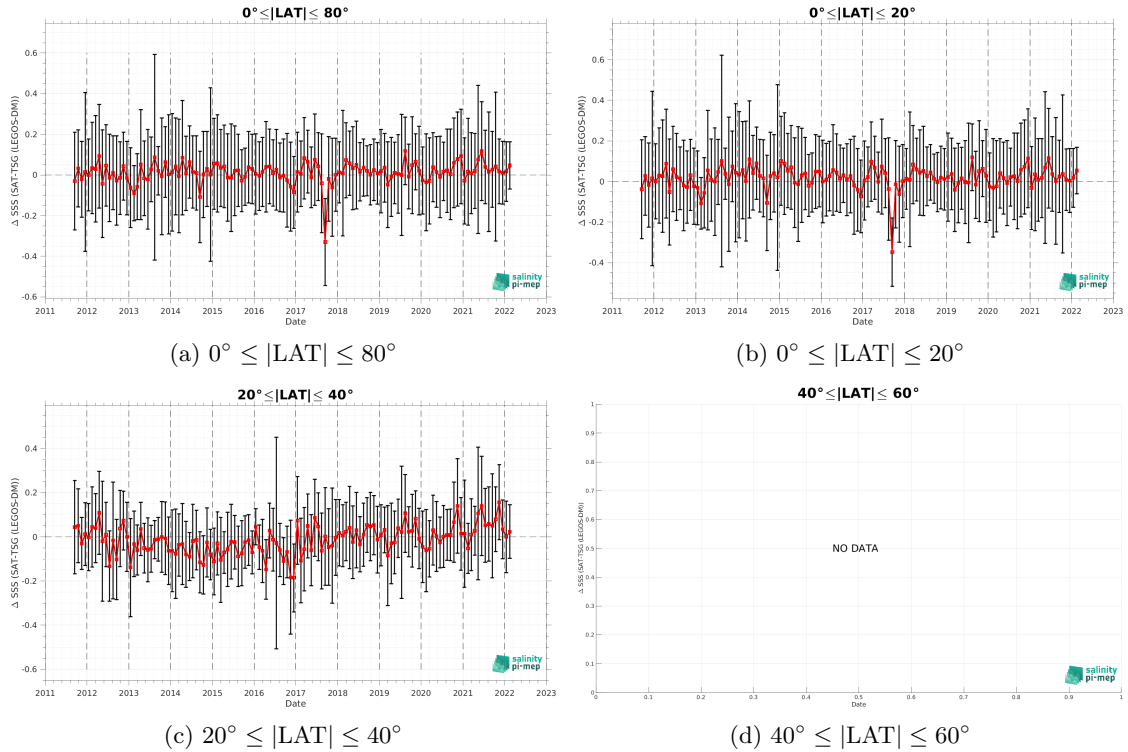 0°≤|LAT|≤ 80°
Δ SSS (SAT-TSG (LEGOS-DM))
0.6
0.4
0.2
0
-0.2
-0.4
-0.6
2011 2012 2013 2014 2015 2016 2017 2018 2019 2020 2021 2022 2023
Date
salinity
pi-mep
(a) 0° ≤ |LAT| ≤ 80°
0°≤|LAT|≤ 20°
Δ SSS (SAT-TSG (LEGOS-DM))
0.6
0.4
0.2
0
-0.2
-0.4
2011 2012 2013 2014 2015 2016 2017 2018 2019 2020 2021 2022 2023
Date
salinity
pi-mep
(b) 0° ≤ |LAT| ≤ 20°
20°≤|LAT|≤ 40°
Δ SSS (SAT-TSG (LEGOS-DM))
0.4
0.2
0
-0.2
-0.4
-0.6
2011 2012 2013 2014 2015 2016 2017 2018 2019 2020 2021 2022 2023
Date
salinity
pi-mep
(c) 20° ≤ |LAT| ≤ 40°
40°≤|LAT|≤ 60°
Δ SSS (SAT-TSG (LEGOS-DM))
1
0.9
0.8
0.7
0.6
0.5
0.4
0.3
0.2
0.1
0
NO DATA
0 0.1 0.2 0.3 0.4 0.5 0.6 0.7 0.8 0.9 1
Date
salinity
pi-mep
(d) 40° ≤ |LAT| ≤ 60°